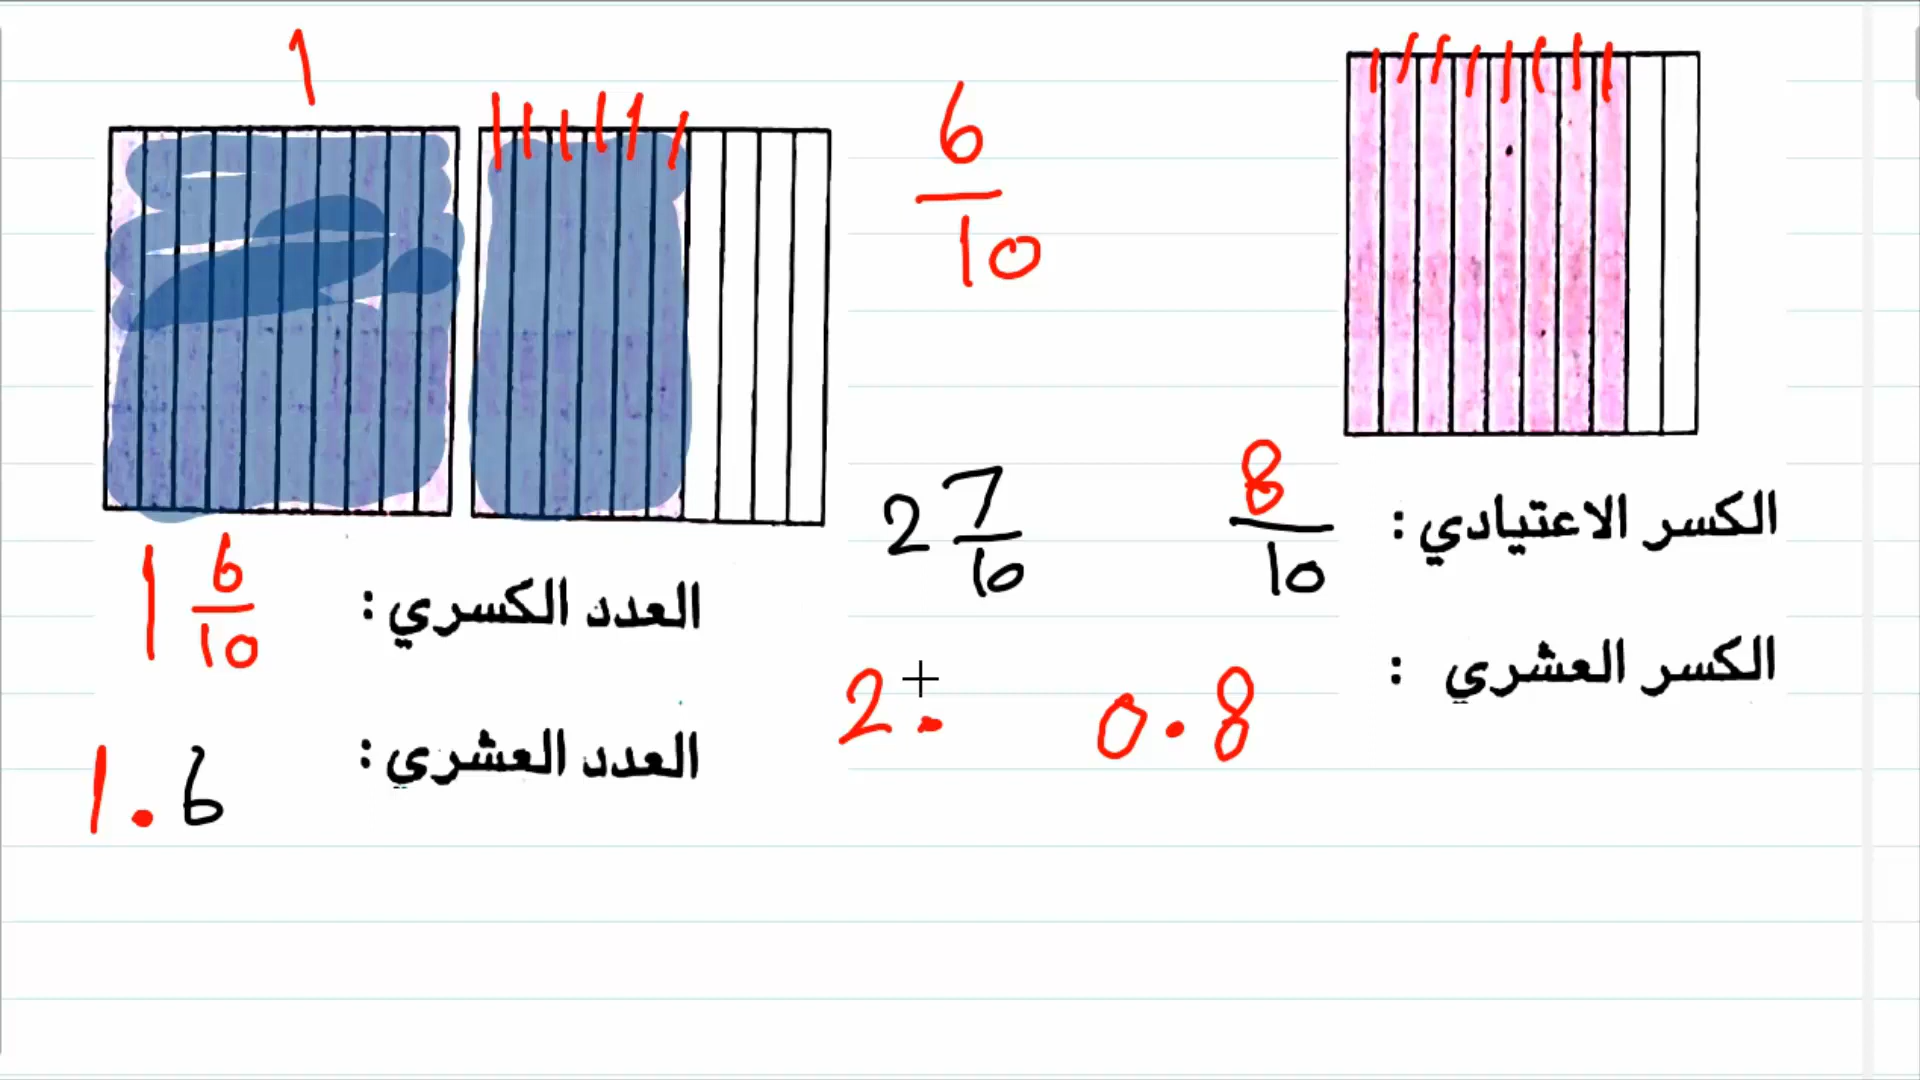 1
6/10
الكسر الاعتيادي : 8/10
2 7/10
العدد الكسري : 1 6/10
الكسر العشري : 0.8
2.
العدد العشري : 1.6